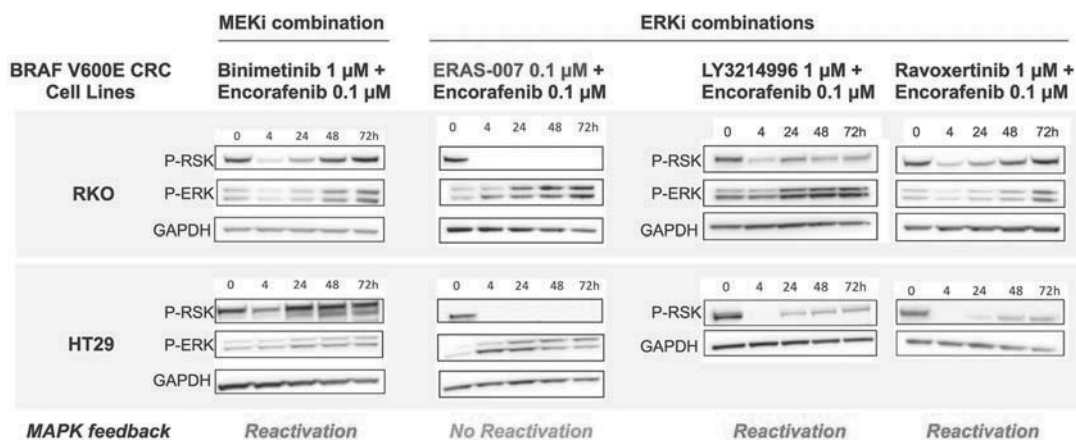 MEKi combination ERKi combinations
BRAF V600E CRC Cell Lines
Binimetinib 1 µM + Encorafenib 0.1 µM
ERAS-007 0.1 µM + Encorafenib 0.1 µM
LY3214996 1 µM + Encorafenib 0.1 µM
Ravoxertinib 1 µM + Encorafenib 0.1 µM
RKO
0 4 24 48 72h
P-RSK
P-ERK
GAPDH
0 4 24 48 72h
0 4 24 48 72h
P-RSK
P-ERK
GAPDH
0 4 24 48 72h
HT29
0 4 24 48 72h
P-RSK
P-ERK
GAPDH
0 4 24 48 72h
0 4 24 48 72h
P-RSK
GAPDH
0 4 24 48 72h
MAPK feedback Reactivation No Reactivation Reactivation Reactivation